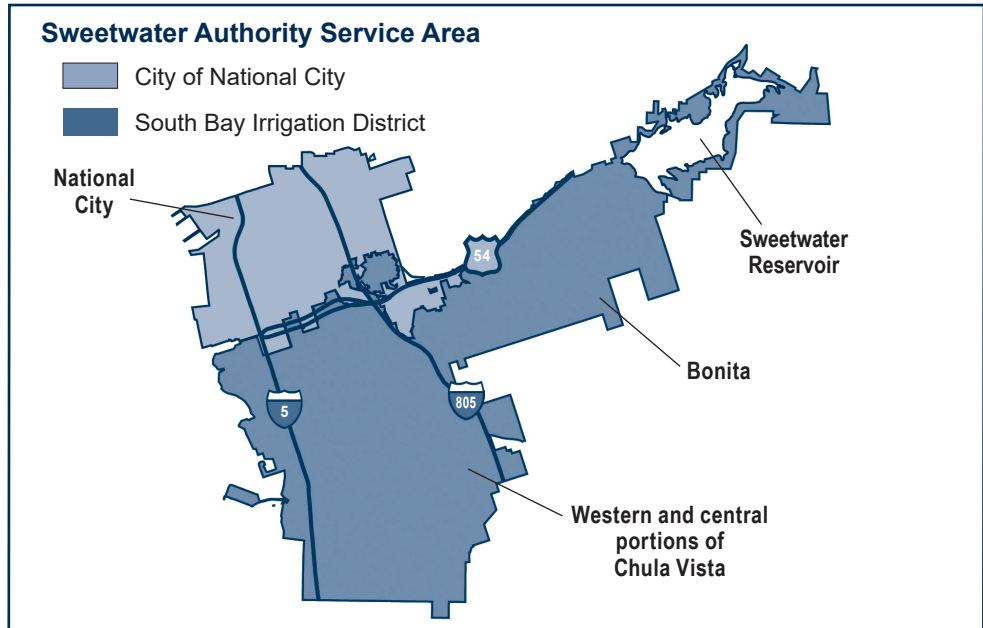 Sweetwater Authority Service Area
City of National City
South Bay Irrigation District
National
City
54
Sweetwater
Reservoir
Bonita
5
805
Western and central
portions of
Chula Vista